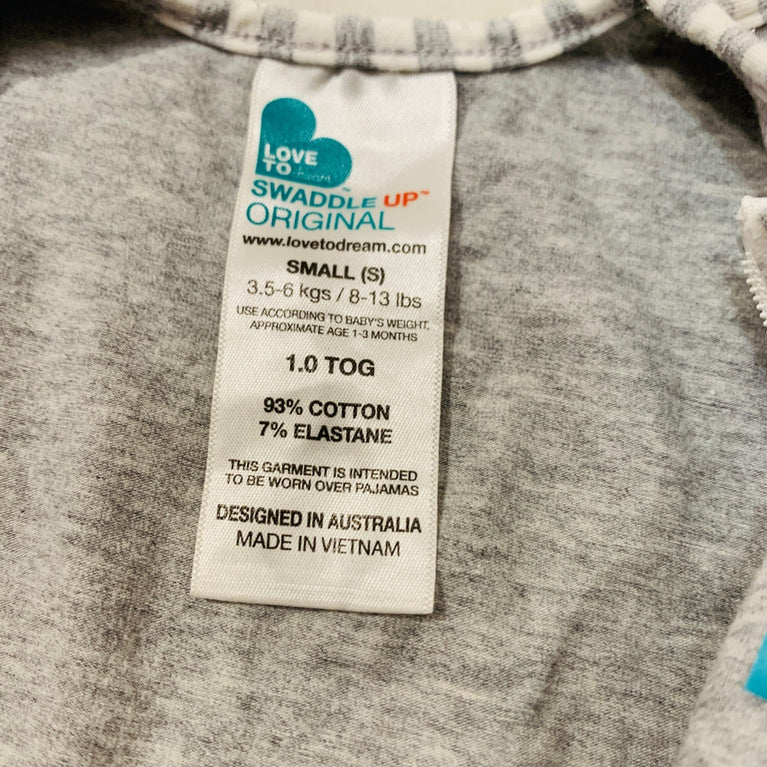 LOVE
TO
SWADDLE UP™
ORIGINAL
www.lovetodream.com
SMALL (S)
3.5-6 kgs / 8-13 lbs
USE ACCORDING TO BABY'S WEIGHT.
APPROXIMATE AGE 1-3 MONTHS
1.0 TOG
93% COTTON
7% ELASTANE
THIS GARMENT IS INTENDED
TO BE WORN OVER PAJAMAS
DESIGNED IN AUSTRALIA
MADE IN VIETNAM